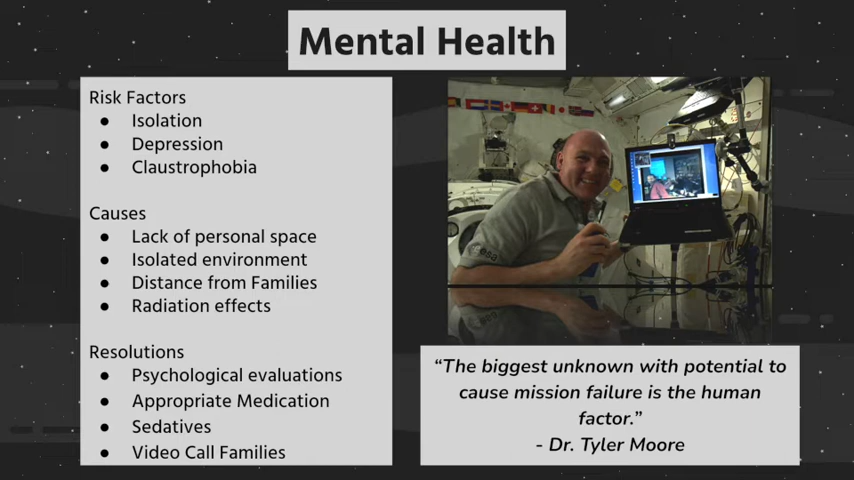 Mental Health
Risk Factors
● Isolation
● Depression
● Claustrophobia
Causes
● Lack of personal space
● Isolated environment
● Distance from Families
● Radiation effects
Resolutions
● Psychological evaluations
● Appropriate Medication
● Sedatives
● Video Call Families
esa
“The biggest unknown with potential to
cause mission failure is the human
factor.”
- Dr. Tyler Moore